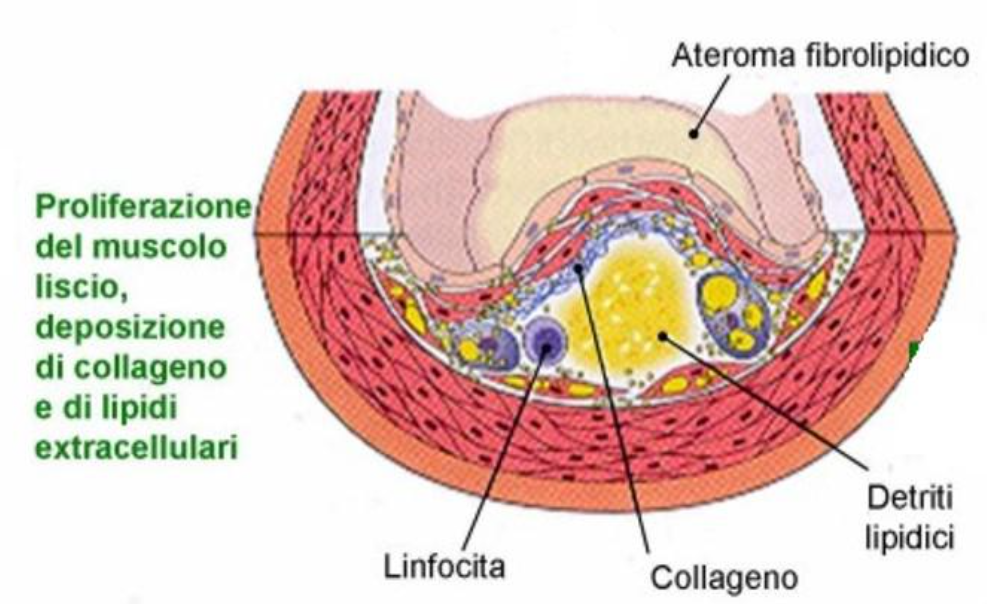 Ateroma fibrolipidico
Proliferazione
del muscolo
liscio,
deposizione
di collageno
e di lipidi
extracellulari
Detriti
lipidici
Linfocita
Collageno